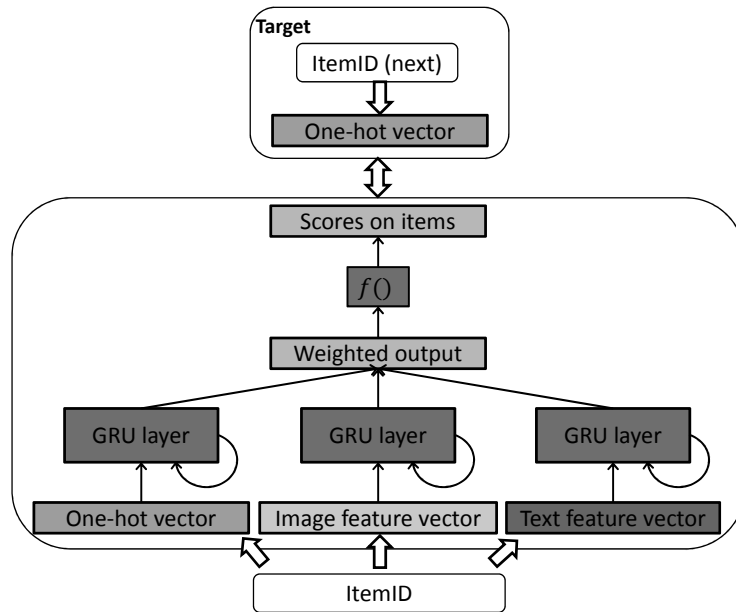 Target
ItemID (next)
One-hot vector
Scores on items
f()
Weighted output
GRU layer
GRU layer
GRU layer
One-hot vector
Image feature vector
Text feature vector
ItemID